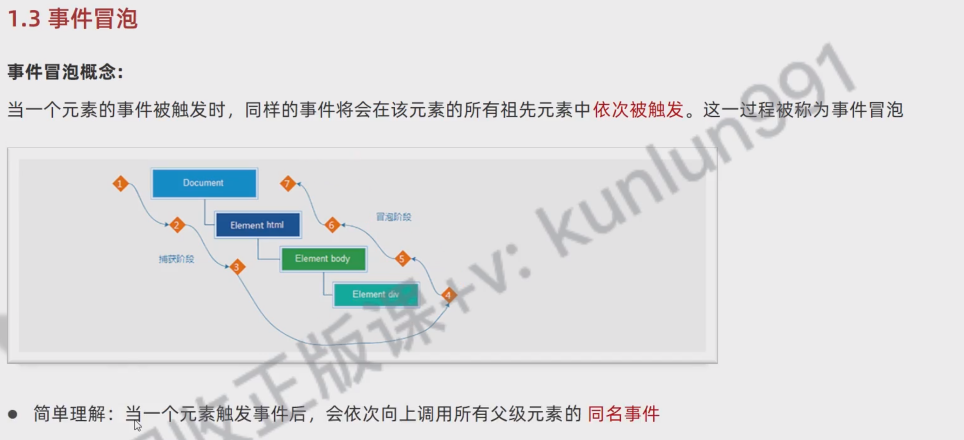 1.3 事件冒泡
事件冒泡概念：
当一个元素的事件被触发时，同样的事件将会在该元素的所有祖先元素中依次被触发。这一过程被称为事件冒泡
1
Document
7
2
Element html
6
冒泡阶段
捕获阶段
3
Element body
5
Element div
4
● 简单理解：当一个元素触发事件后，会依次向上调用所有父级元素的 同名事件
收正版课+v: kunlun991